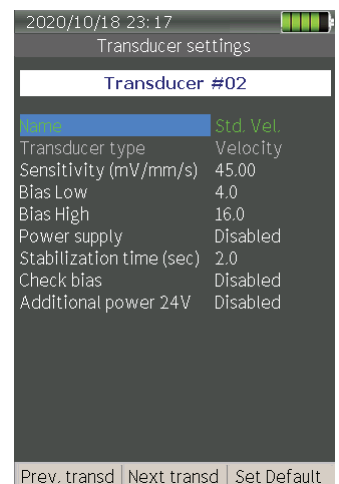 2020/10/18 23:17
Transducer settings
Transducer #02
Name Std. Vel.
Transducer type Velocity
Sensitivity (mV/mm/s) 45.00
Bias Low 4.0
Bias High 16.0
Power supply Disabled
Stabilization time (sec) 2.0
Check bias Disabled
Additional power 24V Disabled
Prev. transd Next transd Set Default